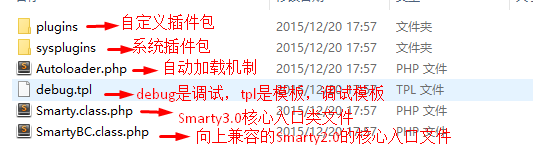 plugins 自定义插件包 2015/12/20 17:57 文件夹
sysplugins 系统插件包 2015/12/20 17:57 文件夹
Autoloader.php 自动加载机制 2015/12/20 17:57 PHP 文件
debug.tpl debug是调试，tpl是模板，调试模板 2015/12/20 17:57 TPL 文件
Smarty.class.php Smarty3.0核心入口类文件 2015/12/20 17:57 PHP 文件
SmartyBC.class.php 向上兼容的Smarty2.0的核心入口文件 PHP 文件